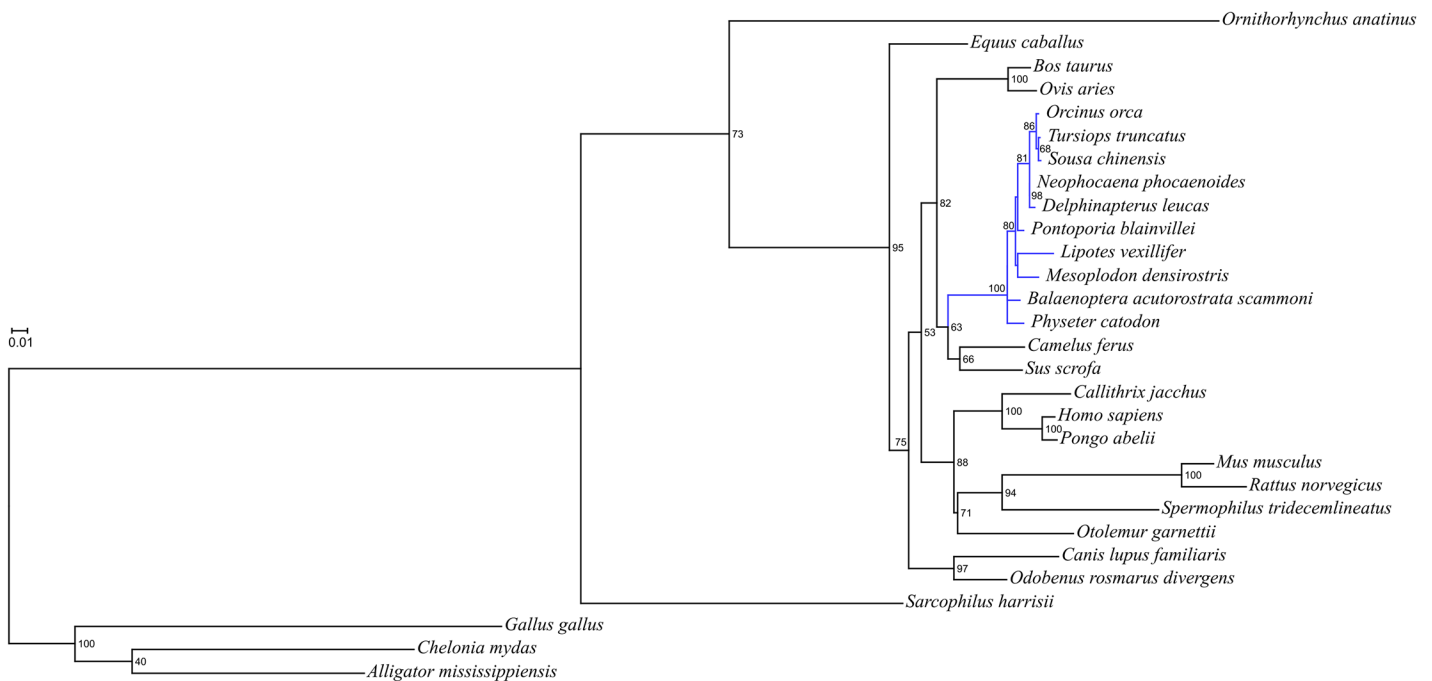 Ornithorhynchus anatinus
73
Equus caballus
95
Bos taurus
100
Ovis aries
82
Orcinus orca
86
Tursiops truncatus
68
Sousa chinensis
81
Neophocaena phocaenoides
98
Delphinapterus leucas
80
Pontoporia blainvillei
Lipotes vexillifer
Mesoplodon densirostris
100
Balaenoptera acutorostrata scammoni
Physeter catodon
53
63
0.01
Camelus ferus
66
Sus scrofa
Callithrix jacchus
100
Homo sapiens
100
Pongo abelii
75
88
Mus musculus
100
Rattus norvegicus
94
Spermophilus tridecemlineatus
71
Otolemur garnettii
Canis lupus familiaris
97
Odobenus rosmarus divergens
Sarcophilus harrisii
Gallus gallus
100
Chelonia mydas
40
Alligator mississippiensis